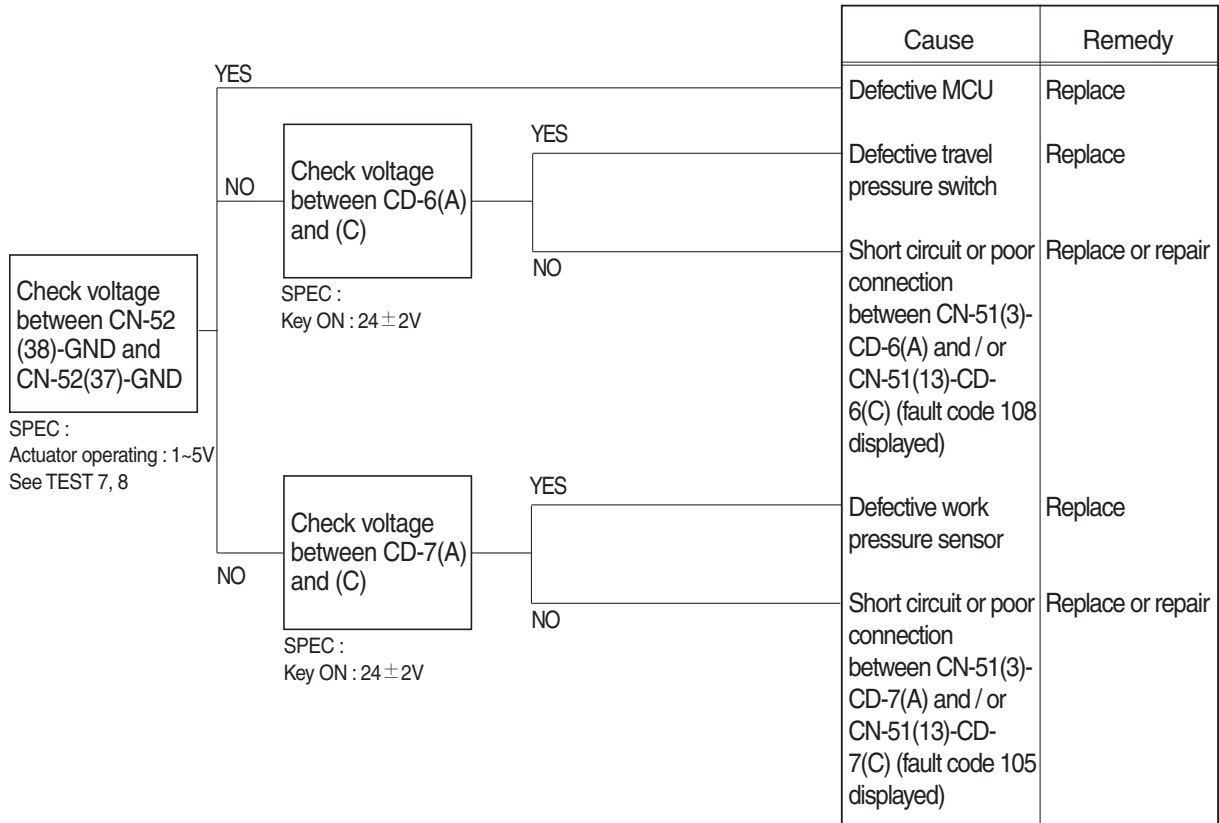 Cause
Remedy
YES
Defective MCU
Replace
YES
Check voltage
between CD-6(A)
and (C)
NO
Defective travel
pressure switch
Replace
NO
Short circuit or poor
connection
between CN-51(3)-
CD-6(A) and / or
CN-51(13)-CD-
6(C) (fault code 108
displayed)
Replace or repair
SPEC :
Key ON : 24±2V
Check voltage
between CN-52
(38)-GND and
CN-52(37)-GND
SPEC :
Actuator operating : 1~5V
See TEST 7, 8
YES
Check voltage
between CD-7(A)
and (C)
NO
Defective work
pressure sensor
Replace
NO
Short circuit or poor
connection
between CN-51(3)-
CD-7(A) and / or
CN-51(13)-CD-
7(C) (fault code 105
displayed)
Replace or repair
SPEC :
Key ON : 24±2V